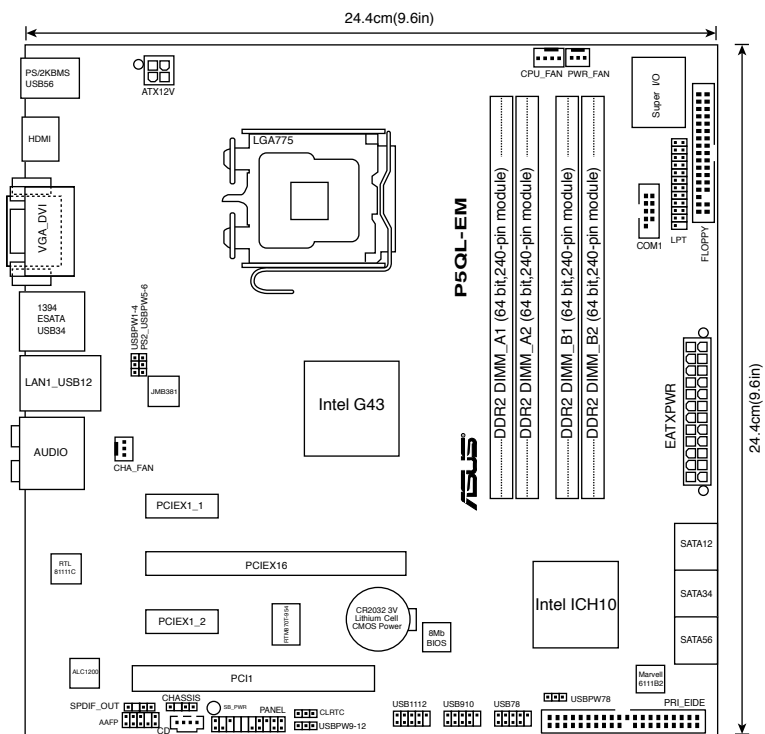 24.4cm(9.6in)
PS/2KBMS
USB56
ATX12V
CPU_FAN PWR_FAN
Super I/O
HDMI
LGA775
VGA_DVI
P5QL-EM
DDR2 DIMM_A1 (64 bit,240-pin module)
DDR2 DIMM_A2 (64 bit,240-pin module)
DDR2 DIMM_B1 (64 bit,240-pin module)
DDR2 DIMM_B2 (64 bit,240-pin module)
COM1
LPT
FLOPPY
24.4cm(9.6in)
1394
ESATA
USB34
USBPW1-4
PS2_USBPW5-6
LAN1_USB12
JMB381
Intel G43
EATXPWR
AUDIO
CHA_FAN
ASUS
PCIEX1_1
SATA12
RTL
8111C
PCIEX16
SATA34
CR2032 3V
Lithium Cell
CMOS Power
Intel ICH10
PCIEX1_2
RTM870T-954
8Mb
BIOS
SATA56
ALC1200
PCI1
Marvell
6111B2
SPDIF_OUT
CHASSIS
SB_PWR
PANEL
CLRTC
USB1112
USB910
USB78
USBPW78
PRI_EIDE
AAFP
CD
USBPW9-12